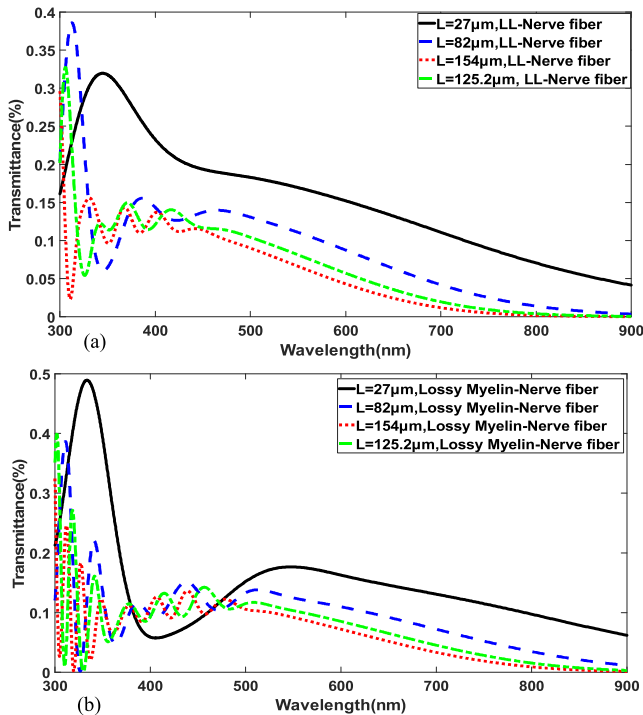 0.4
0.35
0.3
0.25
0.2
0.15
0.1
0.05
0
Transmittance(%)
L=27μm,LL-Nerve fiber
L=82μm,LL-Nerve fiber
L=154μm,LL-Nerve fiber
L=125.2μm, LL-Nerve fiber
300 400 500 600 700 800 900
Wavelength(nm)
(a)
0.5
0.4
0.3
0.2
0.1
0
Transmittance(%)
L=27μm,Lossy Myelin-Nerve fiber
L=82μm,Lossy Myelin-Nerve fiber
L=154μm,Lossy Myelin-Nerve fiber
L=125.2μm,Lossy Myelin-Nerve fiber
300 400 500 600 700 800 900
Wavelength(nm)
(b)